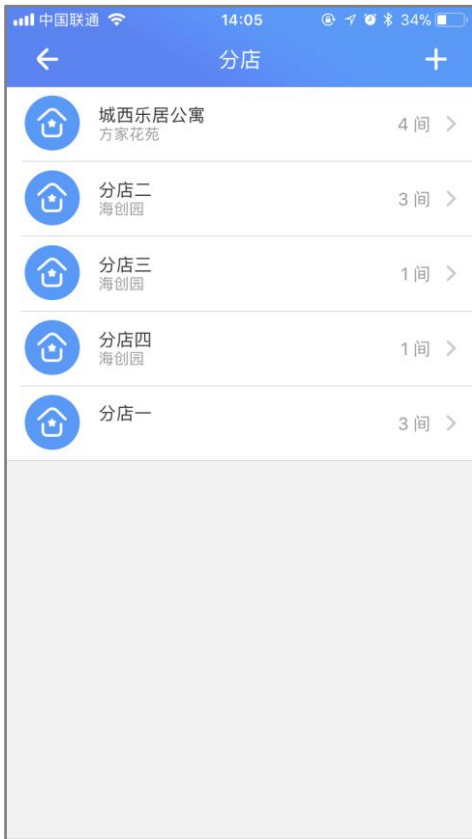 中国联通
14:05
34%
分店
城西乐居公寓
方家花苑
4 间
分店二
海创园
3 间
分店三
海创园
1 间
分店四
海创园
1 间
分店一
3 间